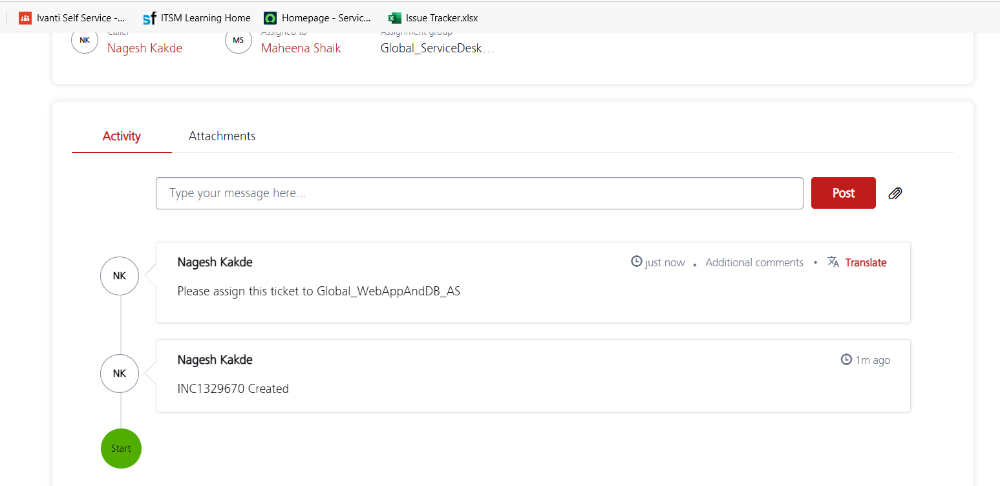 Ivanti Self Service -... ITSM Learning Home Homepage - Servic... Issue Tracker.xlsx
Caller Assigned to Assignment group
NK Nagesh Kakde MS Maheena Shaik Global_ServiceDesk...
Activity Attachments
Type your message here... Post
Nagesh Kakde just now . Additional comments • Translate
NK
Please assign this ticket to Global_WebAppAndDB_AS
Nagesh Kakde 1m ago
NK
INC1329670 Created
Start